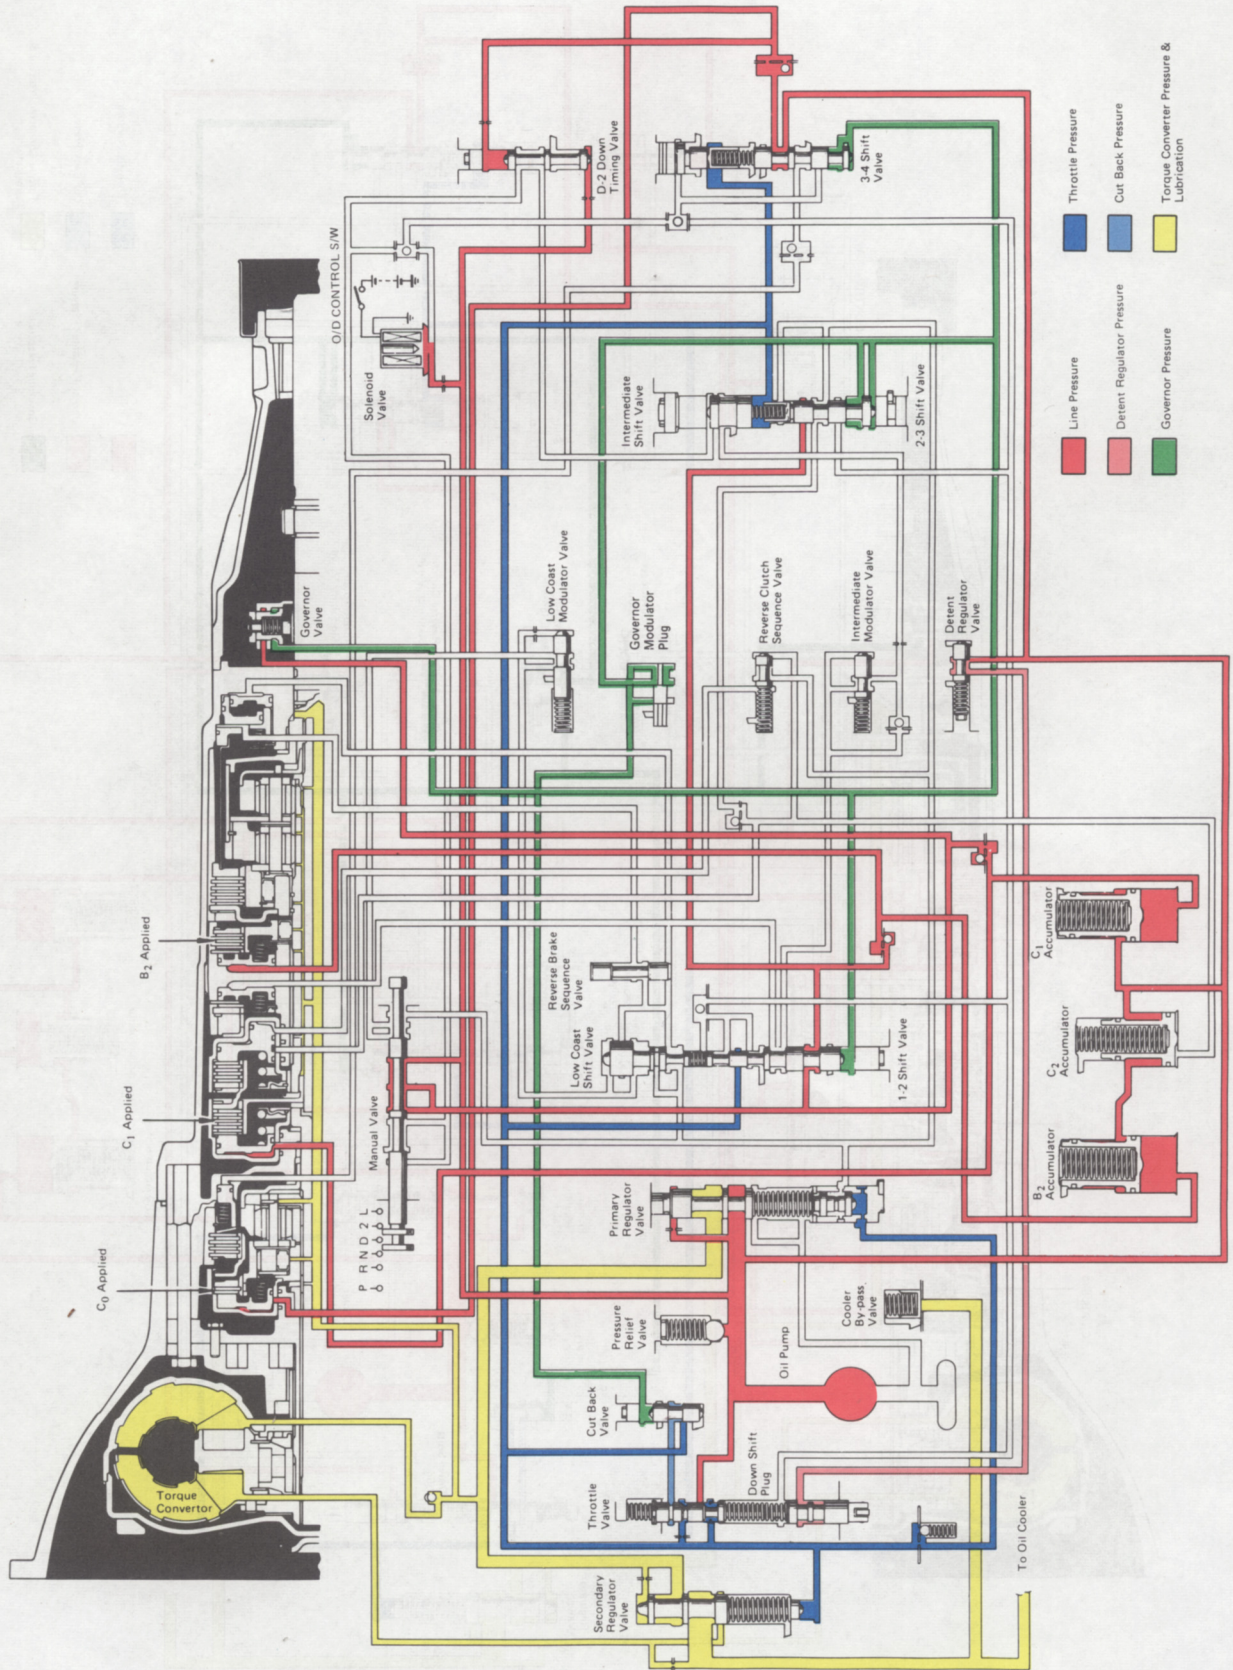 B2 Applied
C1 Applied
C0 Applied
Torque
Convertor
Governor
Valve
O/D CONTROL S/W
Solenoid
Valve
D-2 Down
Timing Valve
3-4 Shift
Valve
Intermediate
Shift Valve
2-3 Shift Valve
Low Coast
Modulator Valve
Governor
Modulator
Plug
Reverse Clutch
Sequence Valve
Intermediate
Modulator Valve
Detent
Regulator
Valve
Manual Valve
P R N D 2 L
Reverse Brake
Sequence
Valve
Low Coast
Shift Valve
1-2 Shift Valve
Primary
Regulator
Valve
Pressure
Relief
Valve
Oil Pump
Cooler
By-pass
Valve
Cut Back
Valve
Throttle
Valve
Down Shift
Plug
Secondary
Regulator
Valve
To Oil Cooler
B2
Accumulator
C2
Accumulator
C1
Accumulator
Line Pressure
Detent Regulator Pressure
Governor Pressure
Throttle Pressure
Cut Back Pressure
Torque Converter Pressure &
Lubrication